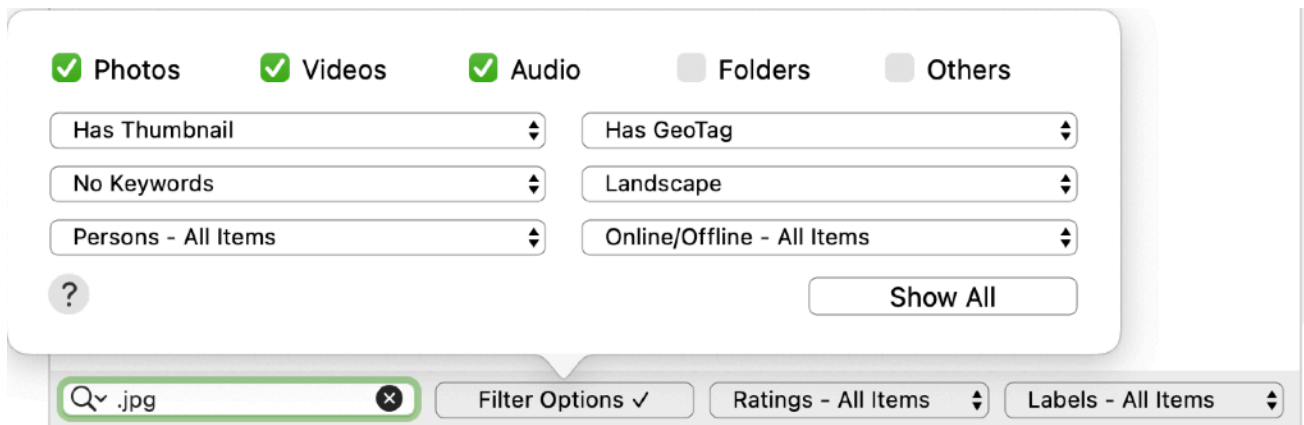 Photos Videos Audio Folders Others
Has Thumbnail Has GeoTag
No Keywords Landscape
Persons - All Items Online/Offline - All Items
? Show All
.jpg Filter Options ✓ Ratings - All Items Labels - All Items